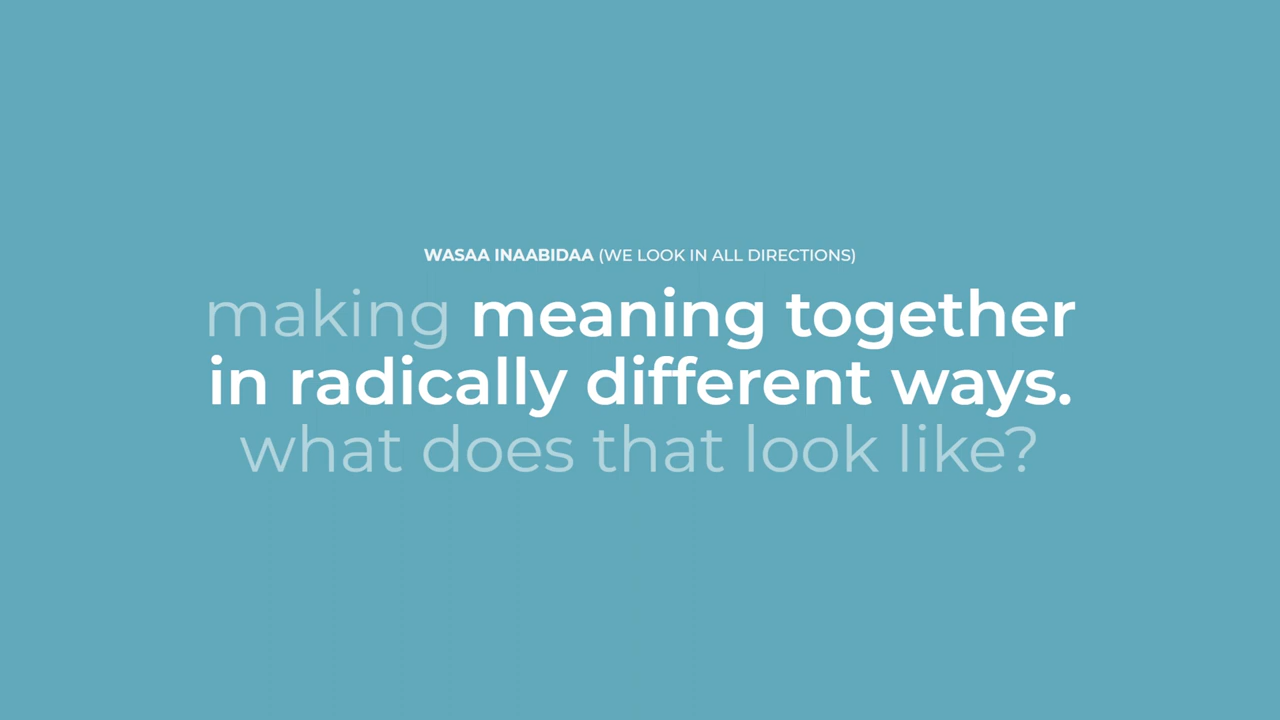 WASAA INAABIDAA (WE LOOK IN ALL DIRECTIONS)
making meaning together
in radically different ways.
what does that look like?